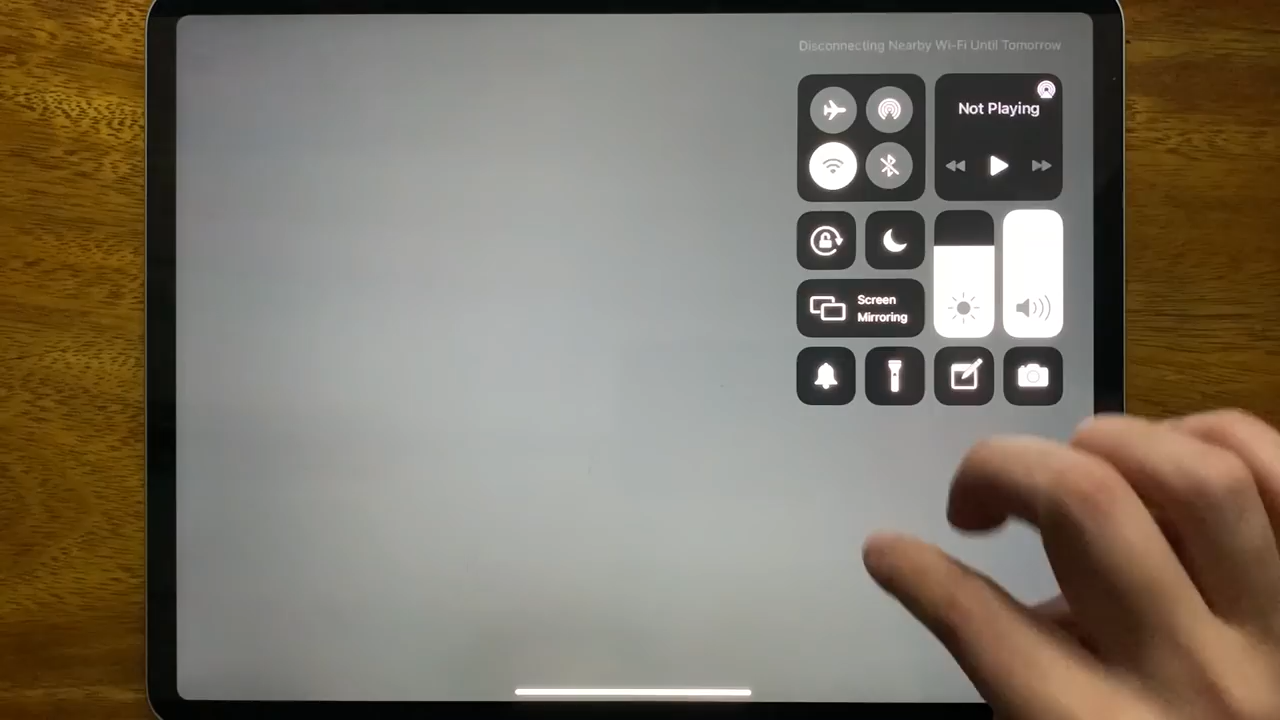 Disconnecting Nearby Wi-Fi Until Tomorrow
Not Playing
Screen
Mirroring